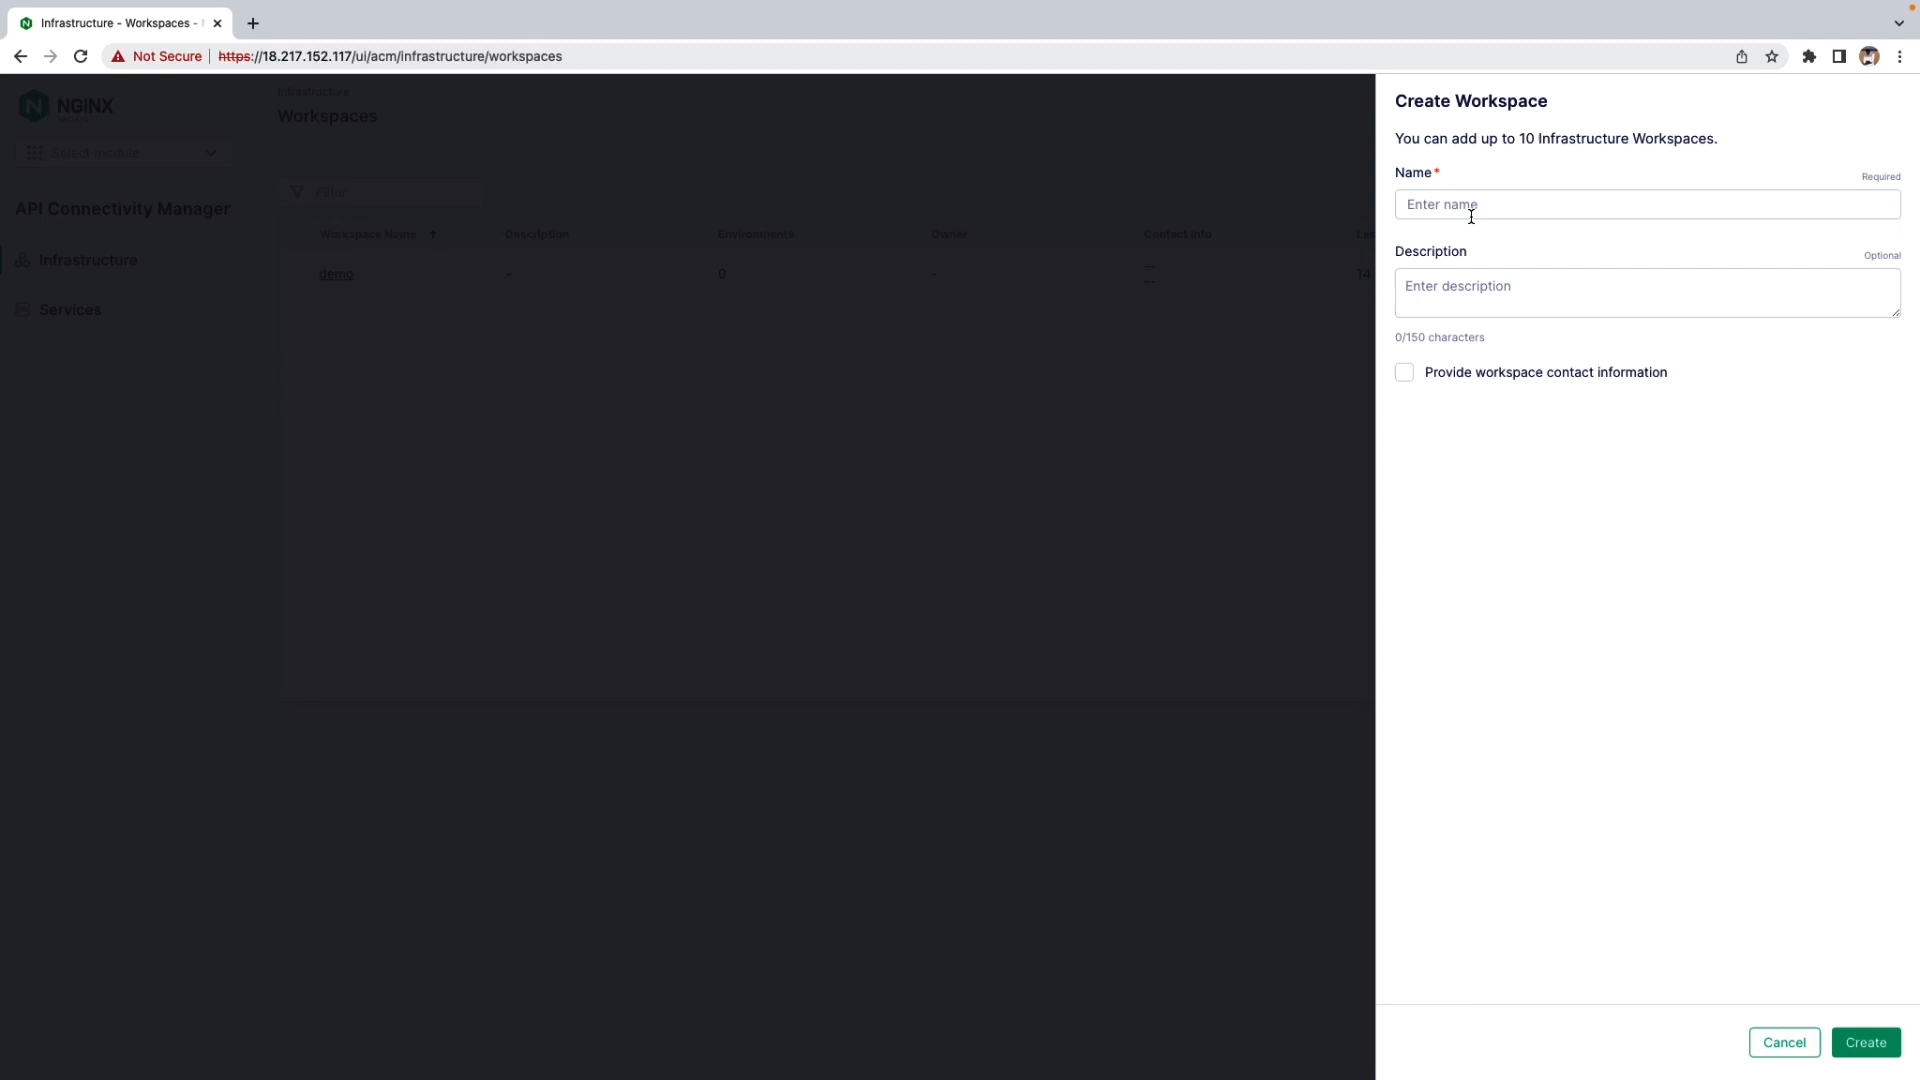 Infrastructure - Workspaces -
Not Secure https://18.217.152.117/ui/acm/infrastructure/workspaces
NGINX
Select module
API Connectivity Manager
Infrastructure
Services
Infrastructure
Workspaces
Filter
Workspace Name Description Environments Owner Contact Info Las
demo - 0 - -- 14
--
Create Workspace
You can add up to 10 Infrastructure Workspaces.
Name*
Required
Enter name
Description
Optional
Enter description
0/150 characters
Provide workspace contact information
Cancel Create